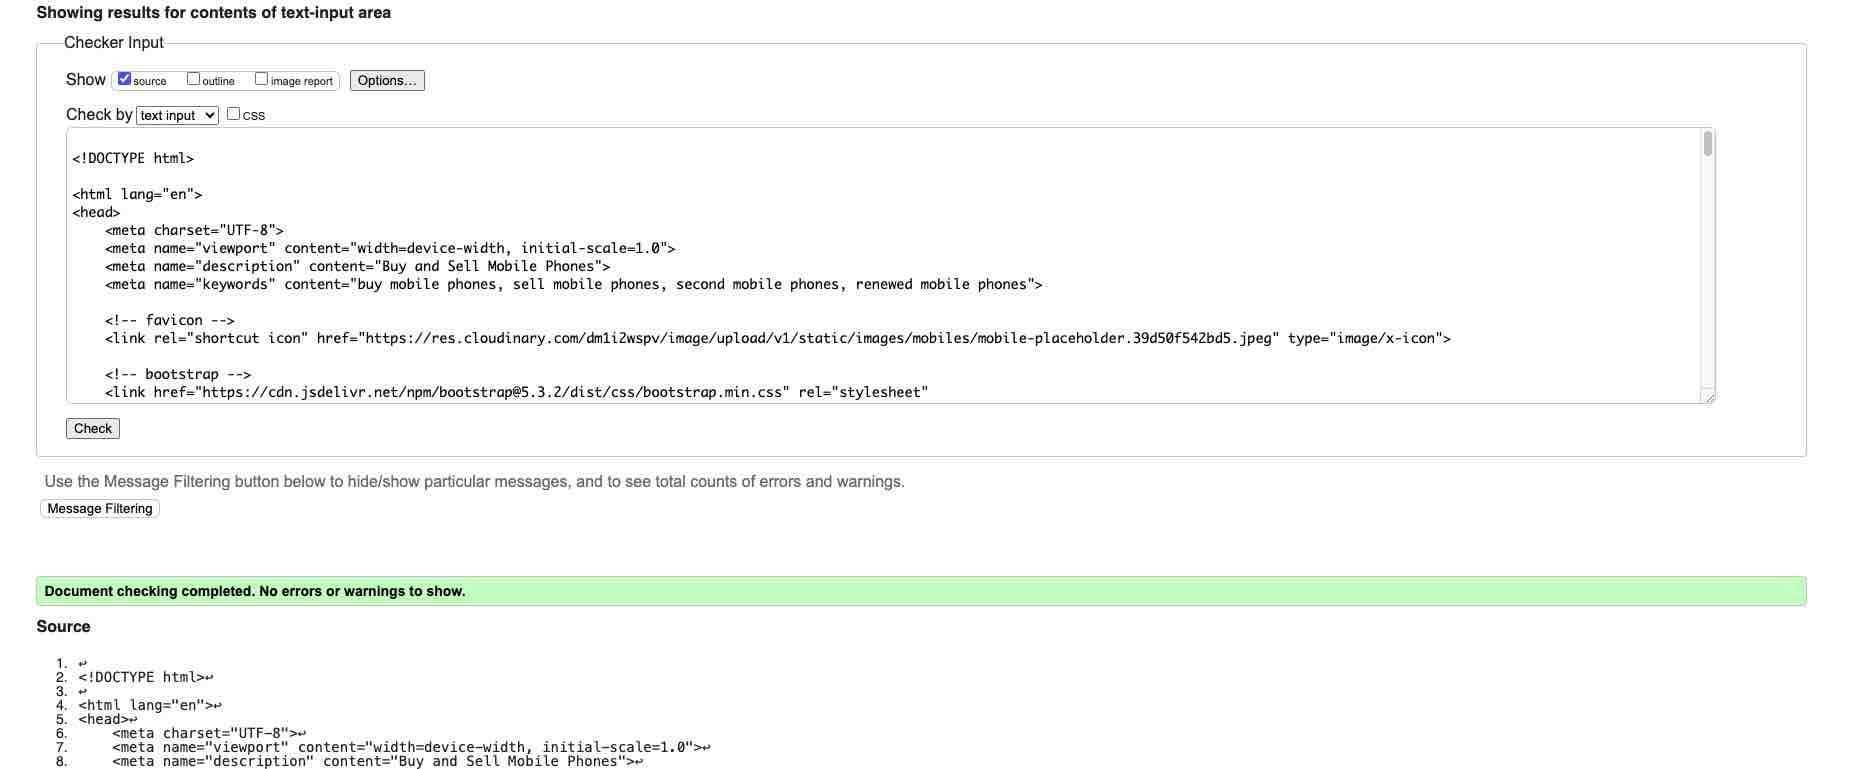 Showing results for contents of text-input area
Checker Input
Show source outline image report Options...
Check by text input CSS
<!DOCTYPE html>
<html lang="en">
<head>
    <meta charset="UTF-8">
    <meta name="viewport" content="width=device-width, initial-scale=1.0">
    <meta name="description" content="Buy and Sell Mobile Phones">
    <meta name="keywords" content="buy mobile phones, sell mobile phones, second mobile phones, renewed mobile phones">
    <!-- favicon -->
    <link rel="shortcut icon" href="https://res.cloudinary.com/dm1i2wspv/image/upload/v1/static/images/mobiles/mobile-placeholder.39d50f542bd5.jpeg" type="image/x-icon">
    <!-- bootstrap -->
    <link href="https://cdn.jsdelivr.net/npm/bootstrap@5.3.2/dist/css/bootstrap.min.css" rel="stylesheet"
Check
Use the Message Filtering button below to hide/show particular messages, and to see total counts of errors and warnings.
Message Filtering
Document checking completed. No errors or warnings to show.
Source
1. ↩
2. <!DOCTYPE html>↩
3. ↩
4. <html lang="en">↩
5. <head>↩
6.     <meta charset="UTF-8">↩
7.     <meta name="viewport" content="width=device-width, initial-scale=1.0">↩
8.     <meta name="description" content="Buy and Sell Mobile Phones">↩